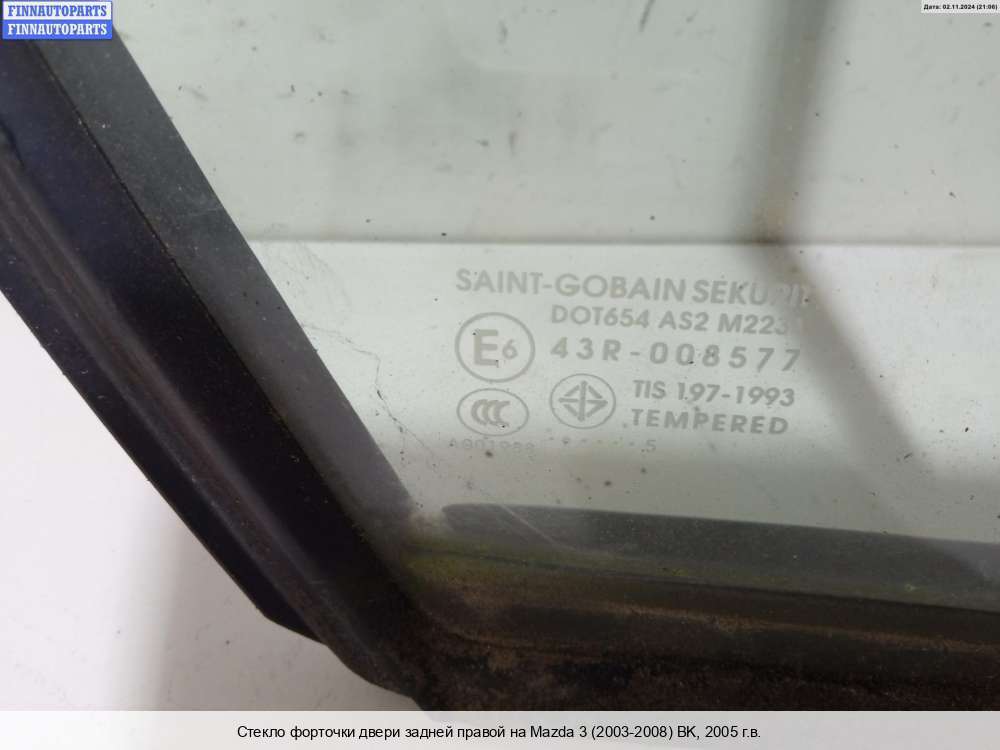 FINNAUTOPARTS
FINNAUTOPARTS
Дата: 02.11.2024 (21:06)
SAINT-GOBAIN
DOT654 AS2 M223
E6
43R-008577
CCC
TIS 197-1993
TEMPERED
Стекло форточки двери задней правой на Mazda 3 (2003-2008) BK, 2005 г.в.